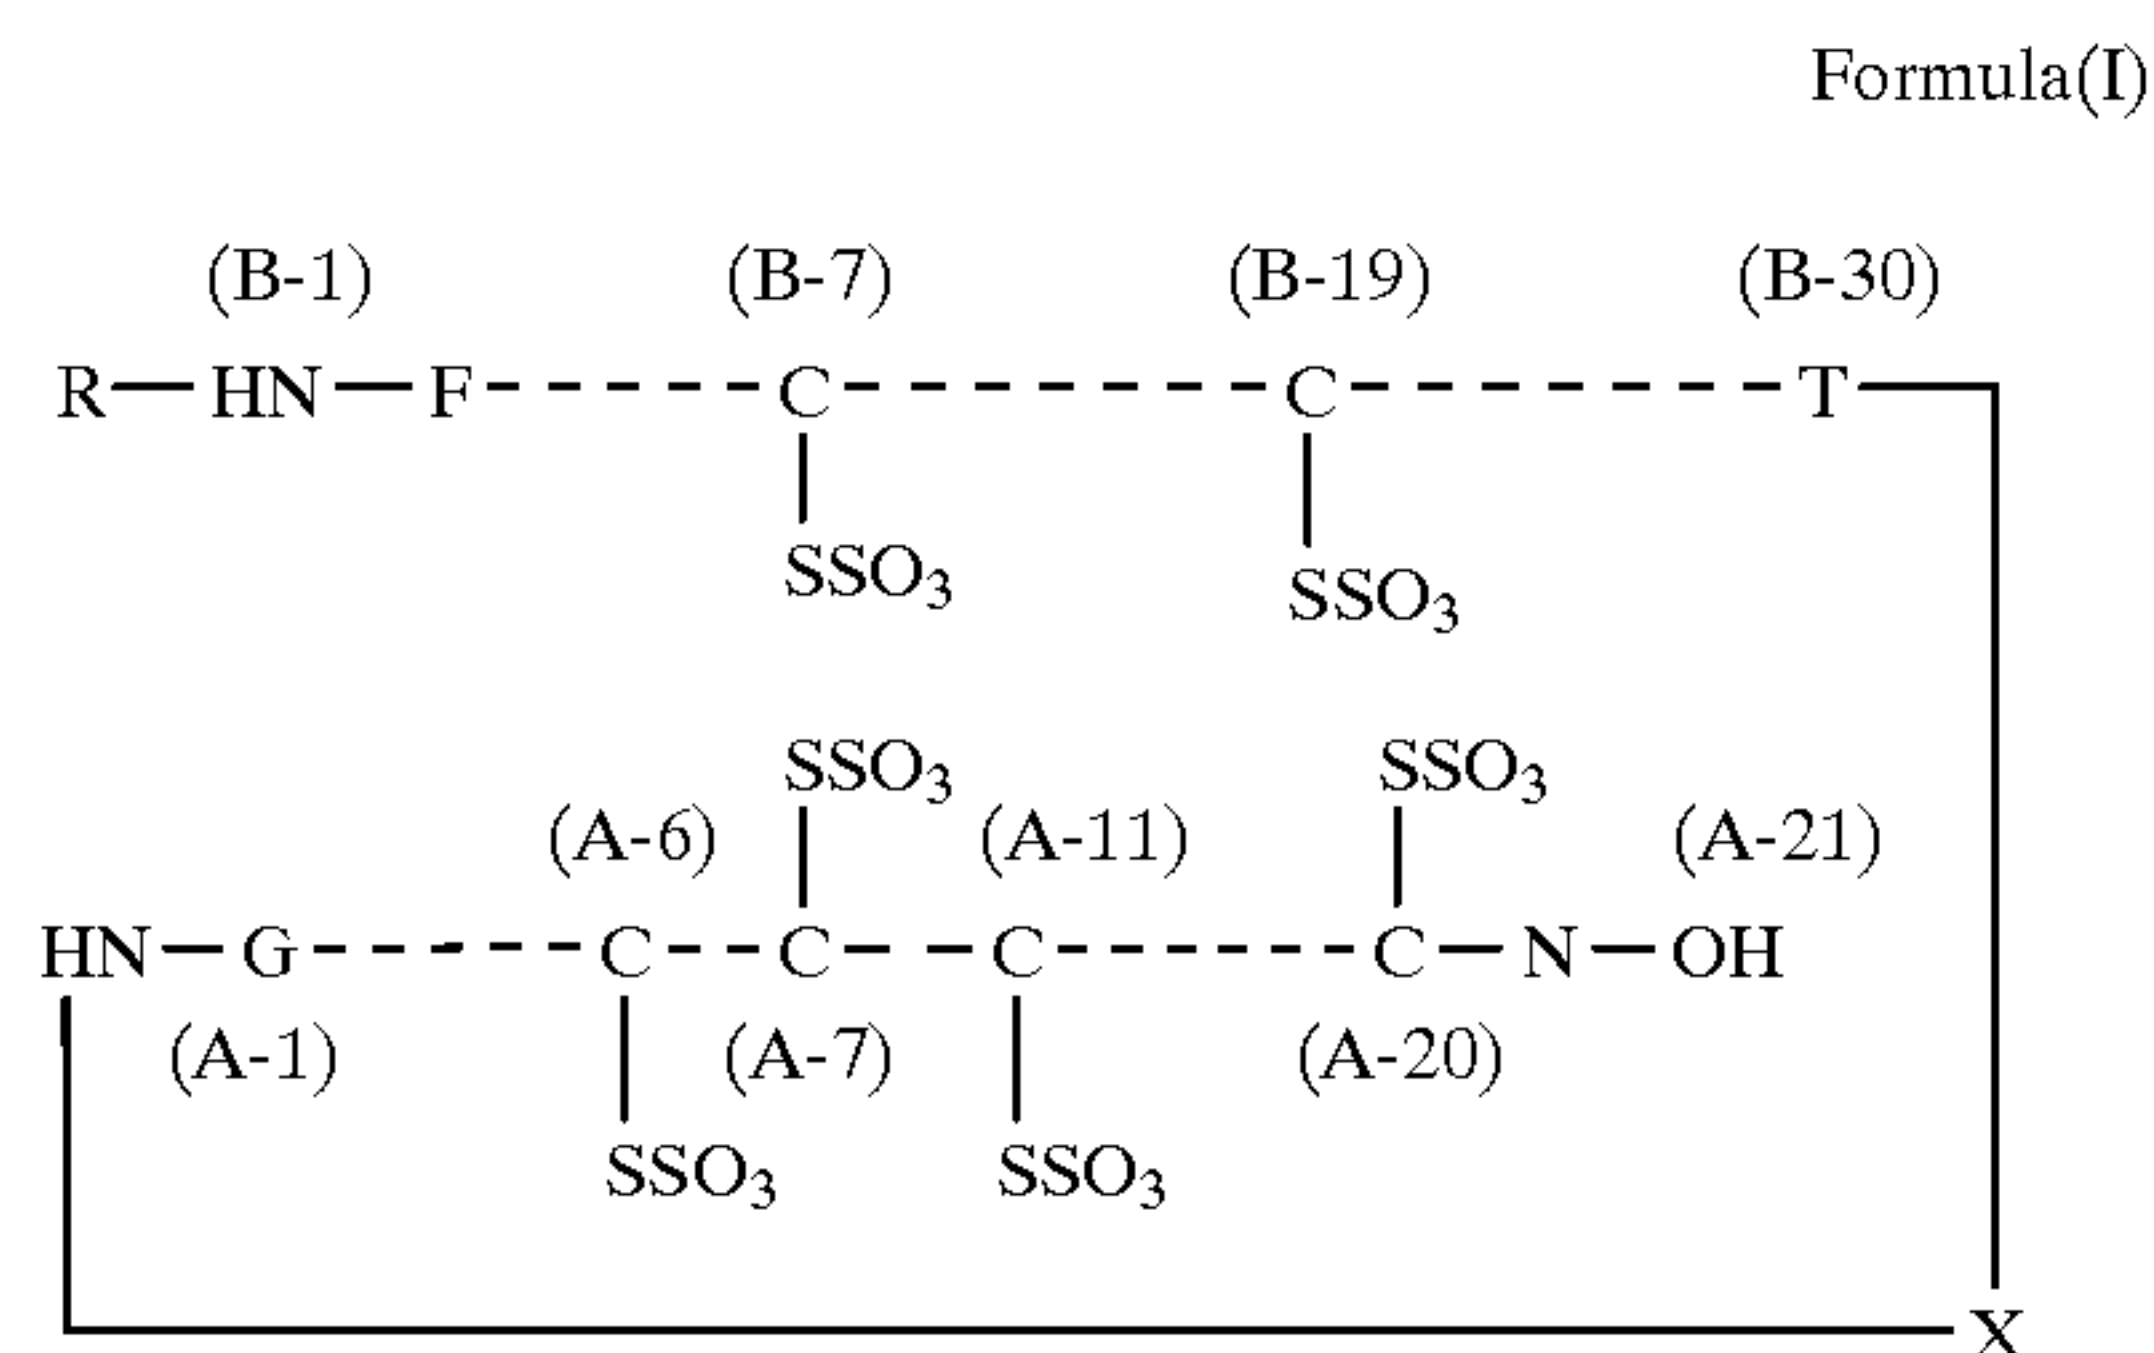 Formula(I)
(B-1) (B-7) (B-19) (B-30)
R HN F C C T
SSO3 SSO3
SSO3 SSO3
(A-6) (A-11) (A-21)
HN G C C C C N OH
(A-1) (A-7) (A-20)
SSO3 SSO3
X